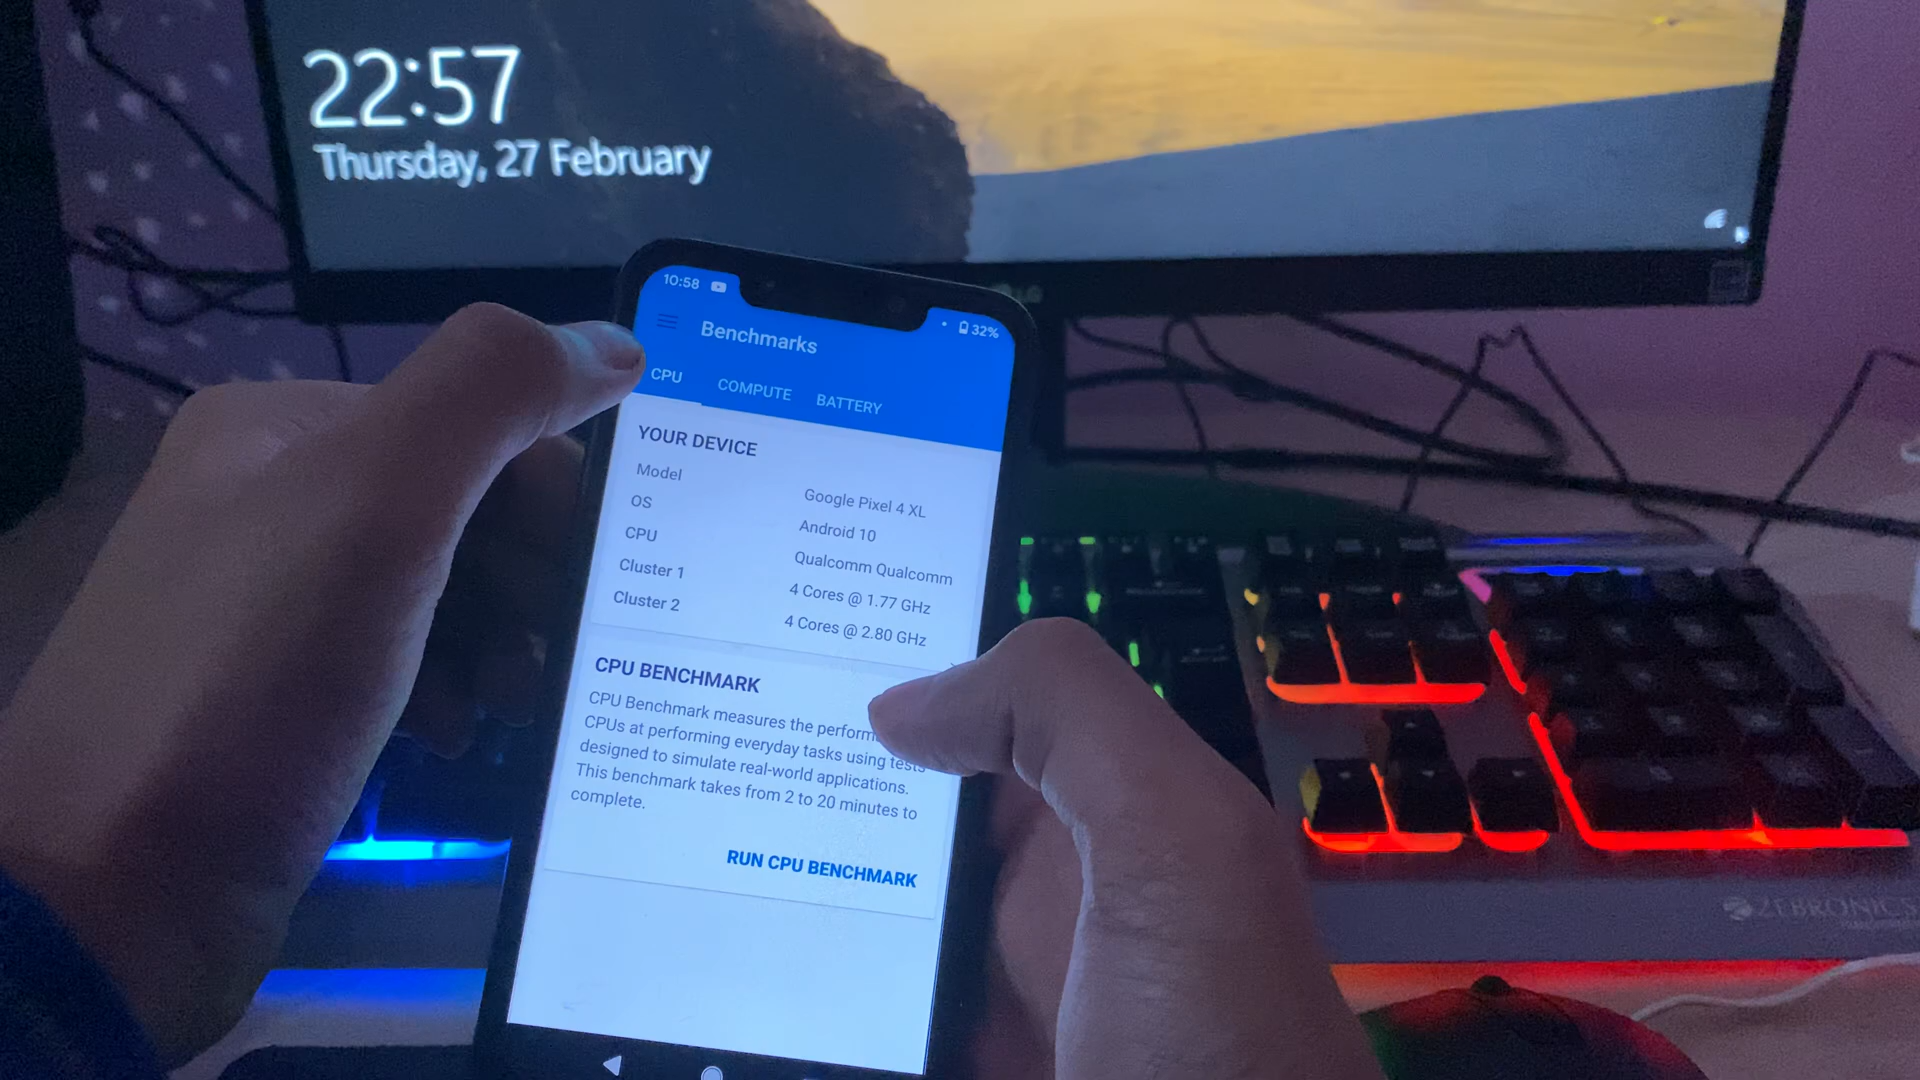 22:57
Thursday, 27 February
10:58
32%
Benchmarks
CPU COMPUTE BATTERY
YOUR DEVICE
Model Google Pixel 4 XL
OS Android 10
CPU Qualcomm Qualcomm
Cluster 1 4 Cores @ 1.77 GHz
Cluster 2 4 Cores @ 2.80 GHz
CPU BENCHMARK
CPU Benchmark measures the perform
CPUs at performing everyday tasks using tests
designed to simulate real-world applications.
This benchmark takes from 2 to 20 minutes to
complete.
RUN CPU BENCHMARK
LG
ZEBRONICS